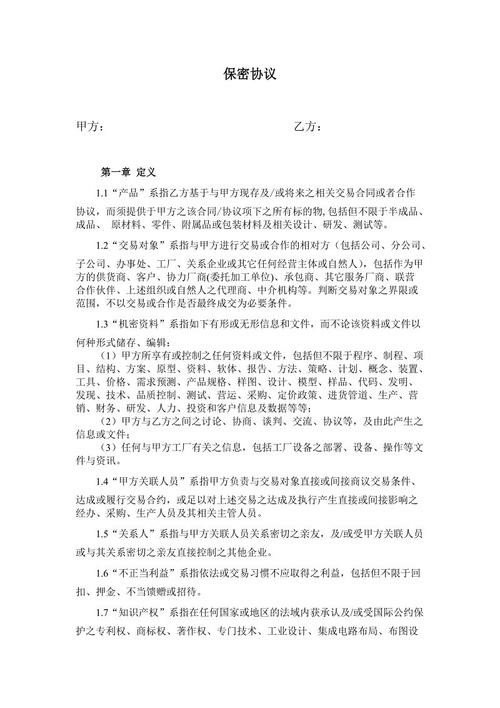 保密协议
甲方： 乙方：
第一章 定义
1.1“产品”系指乙方基于与甲方现存及/或将来之相关交易合同或者合作
协议，而须提供于甲方之该合同/协议项下之所有标的物,包括但不限于半成品、
成品、 原材料、零件、附属品或包装材料及相关设计、研发、测试等。
1.2“交易对象”系指与甲方进行交易或合作的相对方（包括公司、分公司、
子公司、办事处、工厂、关系企业或其它任何经营主体或自然人），包括作为甲
方的供货商、客户、协力厂商(委托加工单位)、承包商、其它服务厂商、联营
合作伙伴、上述组织或自然人之代理商、中介机构等。判断交易对象之界限或
范围，不以交易或合作是否最终成交为必要条件。
1.3“机密资料”系指如下有形或无形信息和文件，而不论该资料或文件以
何种形式储存、编辑：
（1）甲方所享有或控制之任何资料或文件，包括但不限于程序、制程、项
目、结构、方案、原型、资料、软体、报告、方法、策略、计划、概念、装置、
工具、价格、需求预测、产品规格、样图、设计、模型、样品、代码、发明、
发现、技术、品质控制、测试、营运、采购、定价政策、进货管道、生产、营
销、财务、研发、人力、投资和客户信息及数据等等；
（2）甲方与乙方之间之讨论、协商、谈判、交流、协议等，及由此产生之
信息或文件；
（3）任何与甲方工厂有关之信息，包括工厂设备之部署、设备、操作等文
件与资讯。
1.4“甲方关联人员”系指甲方负责与交易对象直接或间接商议交易条件、
达成或履行交易合约，或足以对上述交易之达成及执行产生直接或间接影响之
经办、采购、生产人员及其相关主管人员。
1.5“关系人”系指与甲方关联人员关系密切之亲友，及/或受甲方关联人员
或与其关系密切之亲友直接控制之其他企业。
1.6“不正当利益”系指依法或交易习惯不应取得之利益，包括但不限于回
扣、押金、不当馈赠或招待。
1.7“知识产权”系指在任何国家或地区的法域内获承认及/或受国际公约保
护之专利权、商标权、著作权、专门技术、工业设计、集成电路布局、布图设